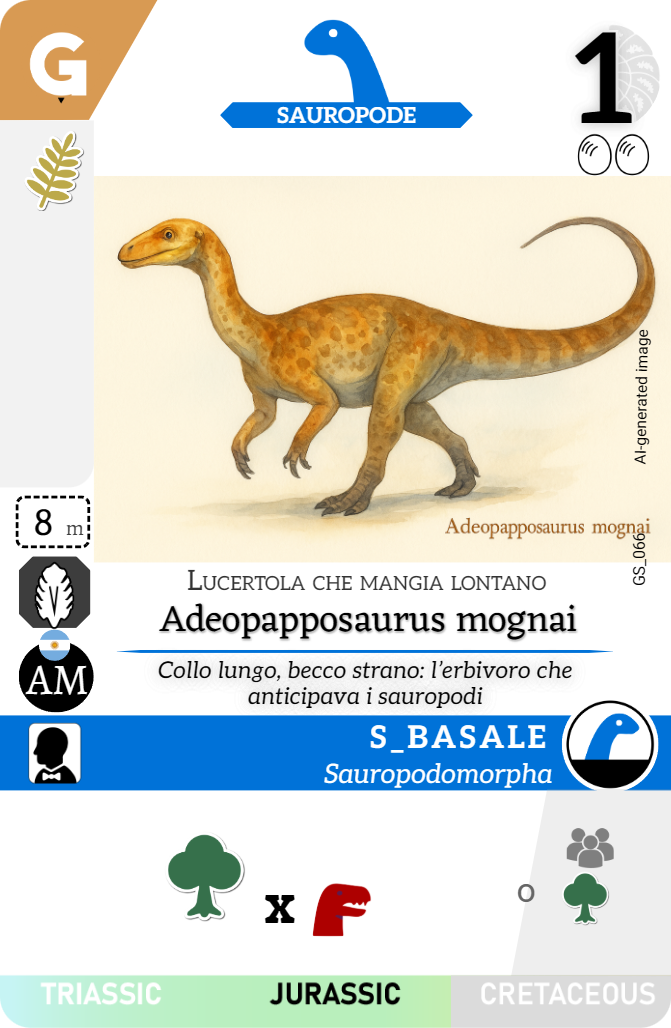 G
SAUROPODE
1
AI-generated image
8 m
Adeopapposaurus mognai
GS_066
LUCERTOLA CHE MANGIA LONTANO
Adeopapposaurus mognai
AM
Collo lungo, becco strano: l'erbivoro che
anticipava i sauropodi
S_BASALE
Sauropodomorpha
x
o
TRIASSIC JURASSIC CRETACEOUS